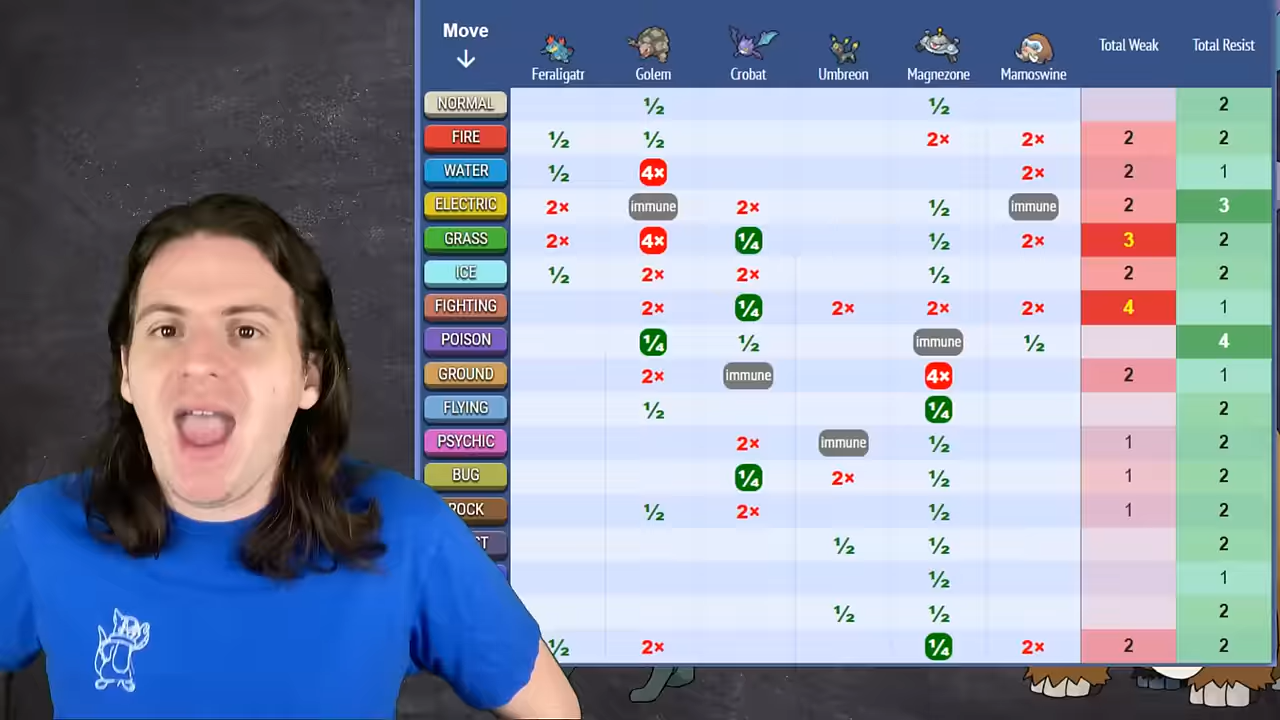 Move Feraligatr Golem Crobat Umbreon Magnezone Mamoswine Total Weak Total Resist
↓
NORMAL ½ ½ 2
FIRE ½ ½ 2× 2× 2 2
WATER ½ 4× 2× 2 1
ELECTRIC 2× immune 2× ½ immune 2 3
GRASS 2× 4× ¼ ½ 2× 3 2
ICE ½ 2× 2× ½ 2 2
FIGHTING 2× ¼ 2× 2× 2× 4 1
POISON ¼ ½ immune ½ 4
GROUND 2× immune 4× 2 1
FLYING ½ ¼ 2
PSYCHIC 2× immune ½ 1 2
BUG ¼ 2× ½ 1 2
ROCK ½ 2× ½ 1 2
½ ½ 2
½ 1
½ ½ 2
½ 2× ¼ 2× 2 2